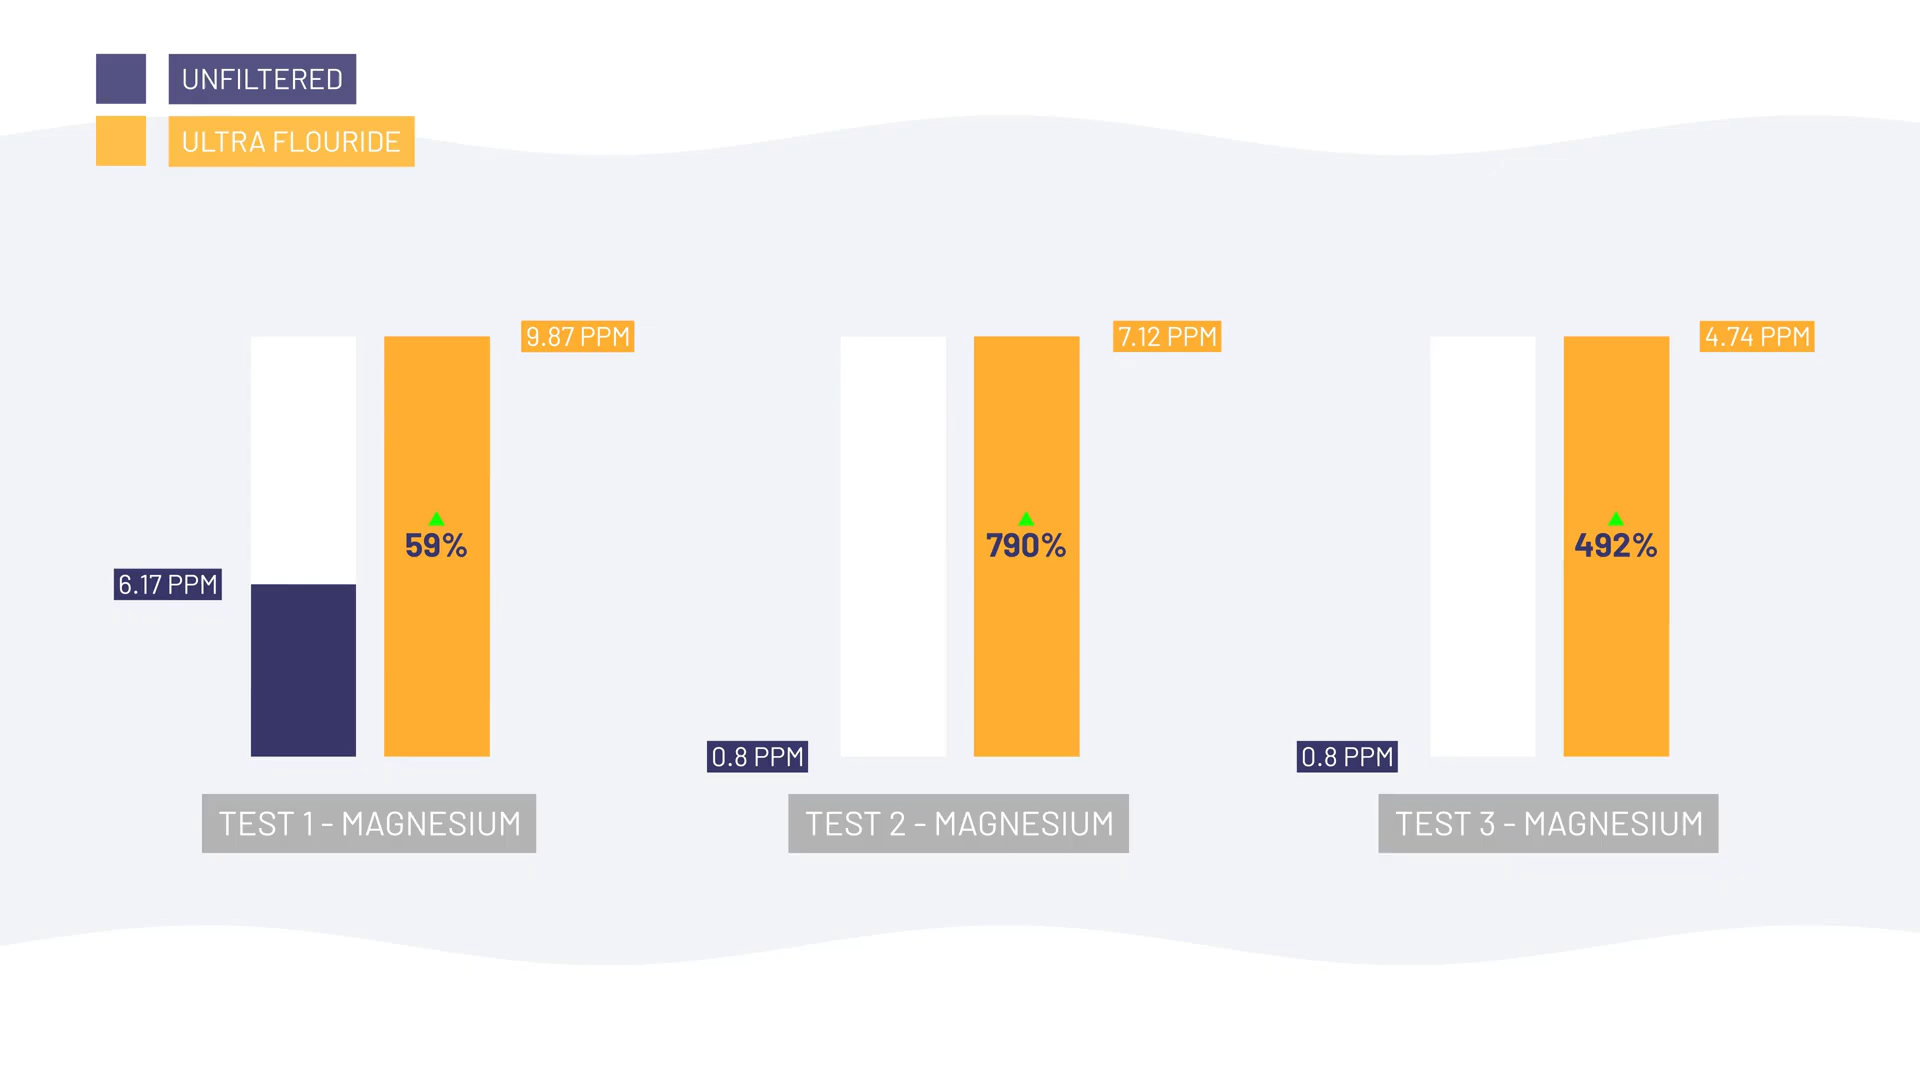 UNFILTERED
ULTRA FLOURIDE
9.87 PPM
6.17 PPM
59%
TEST 1 - MAGNESIUM
7.12 PPM
0.8 PPM
790%
TEST 2 - MAGNESIUM
4.74 PPM
0.8 PPM
492%
TEST 3 - MAGNESIUM